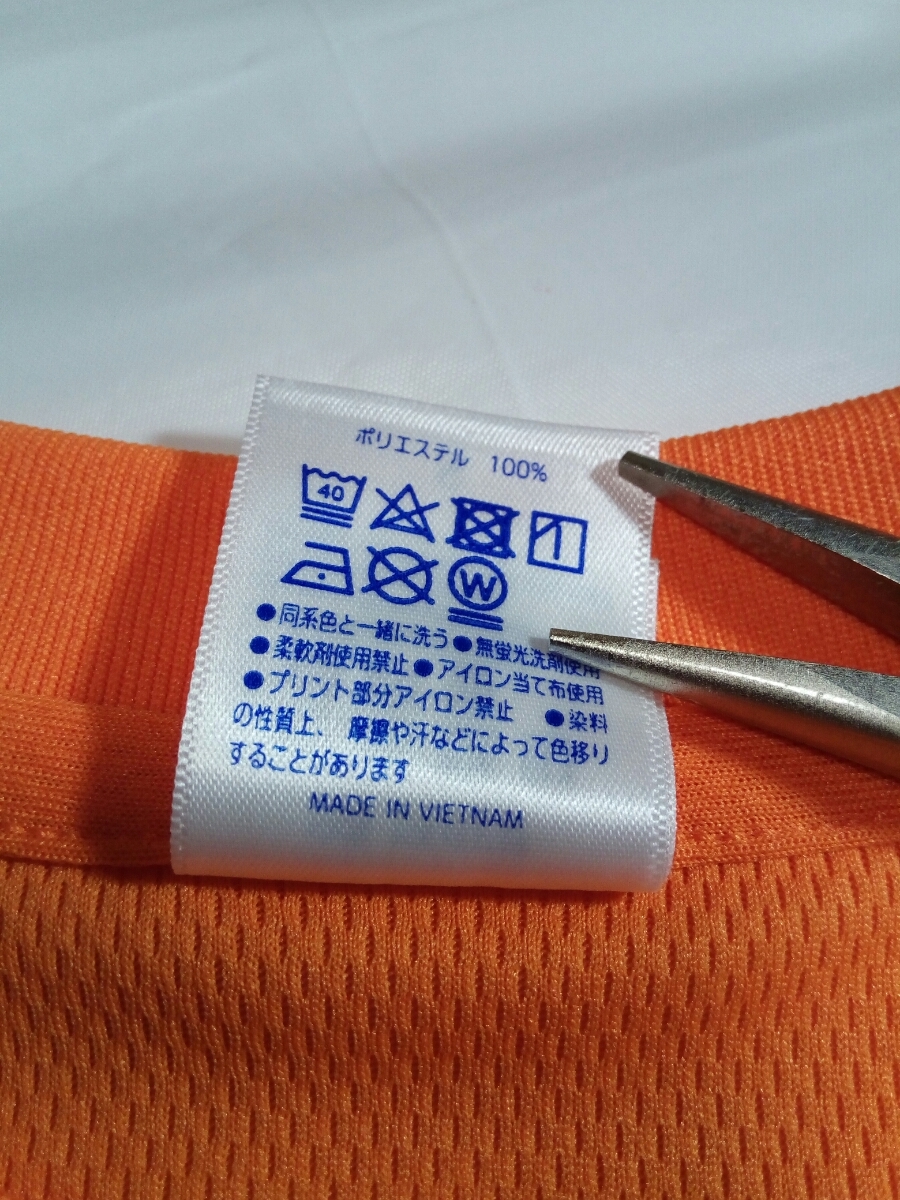 ポリエステル 100%
40
W
●同系色と一緒に洗う ●無蛍光洗剤使用
●柔軟剤使用禁止 ●アイロン当て布使用
●プリント部分アイロン禁止 ●染料
の性質上、摩擦や汗などによって色移り
することがあります
MADE IN VIETNAM